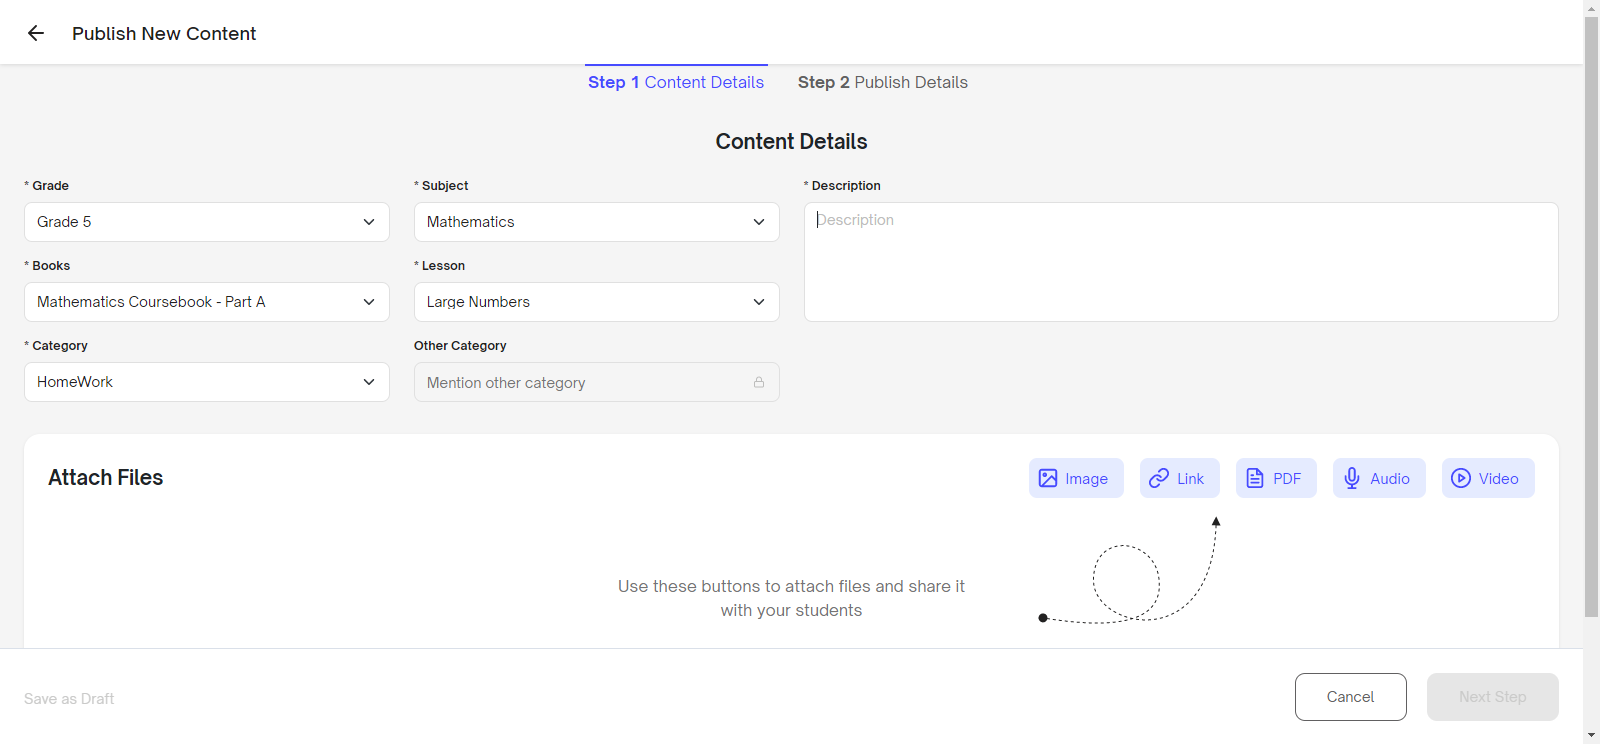 Publish New Content
Step 1 Content Details
Step 2 Publish Details
Content Details
* Grade
* Subject
* Description
Grade 5
Mathematics
Description
* Books
* Lesson
Mathematics Coursebook - Part A
Large Numbers
* Category
Other Category
HomeWork
Mention other category
Attach Files
Image
Link
PDF
Audio
Video
Use these buttons to attach files and share it
with your students
Save as Draft
Cancel
Next Step